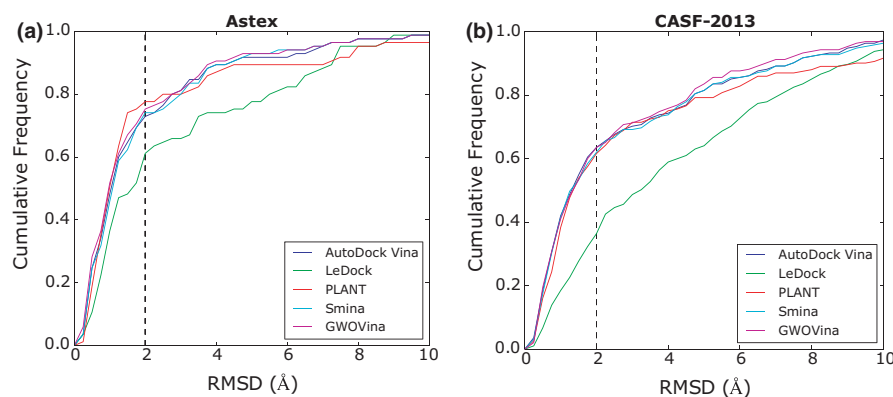 (a)
Astex
Cumulative Frequency
1.0
0.8
0.6
0.4
0.2
0.0
0
2
4
6
8
10
RMSD (Å)
AutoDock Vina
LeDock
PLANT
Smina
GWOVina
(b)
CASF-2013
Cumulative Frequency
1.0
0.8
0.6
0.4
0.2
0.0
0
2
4
6
8
10
RMSD (Å)
AutoDock Vina
LeDock
PLANT
Smina
GWOVina